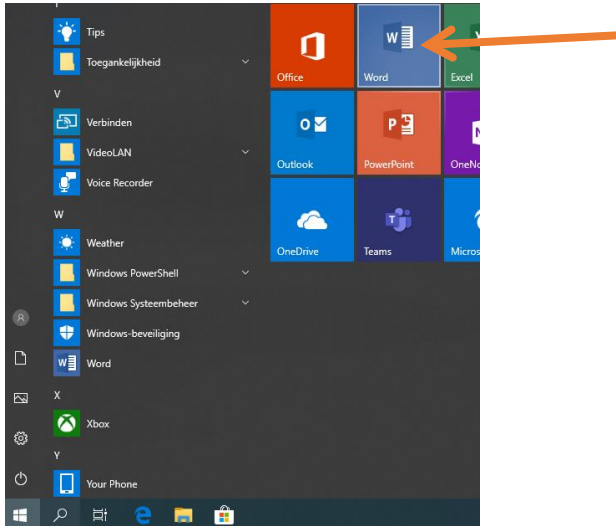 Tips
Toegankelijkheid
V
Verbinden
VideoLAN
Voice Recorder
W
Weather
Windows PowerShell
Windows Systeembeheer
Windows-beveiliging
Word
X
Xbox
Y
Your Phone
Office
Word
Excel
Outlook
PowerPoint
OneNo
OneDrive
Teams
Micros